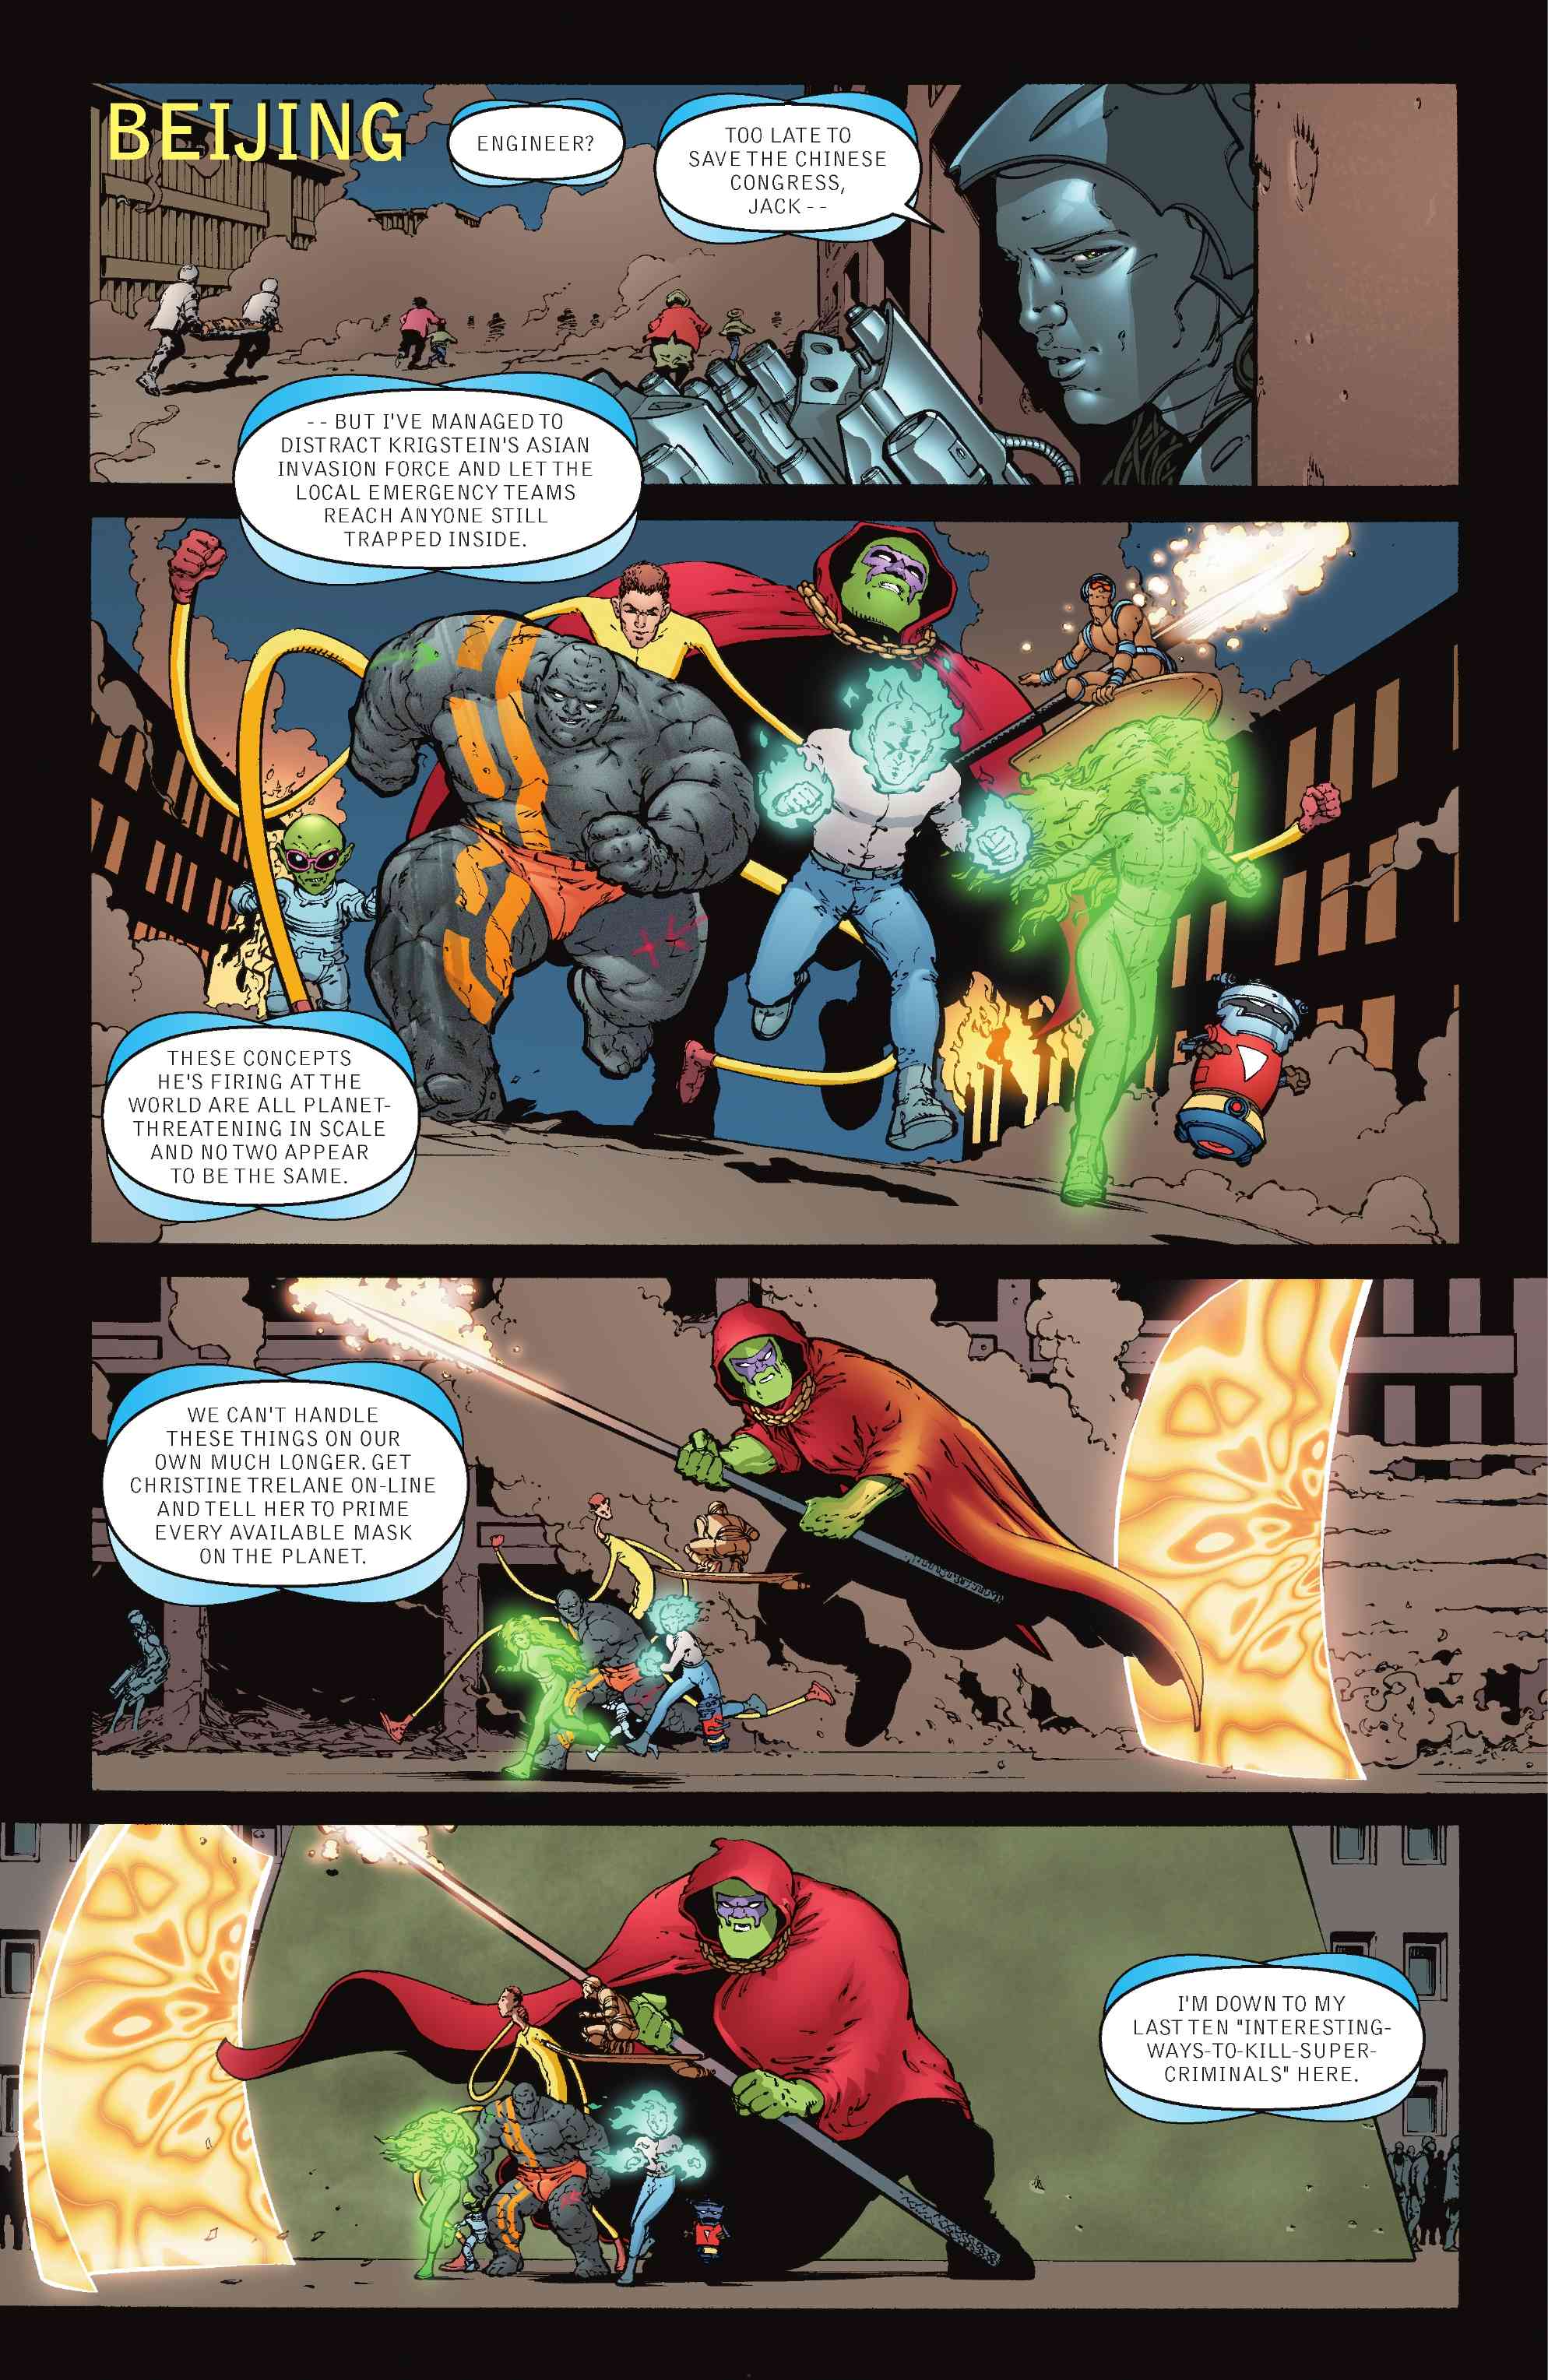 BEIJING
ENGINEER?
TOO LATE TO
SAVE THE CHINESE
CONGRESS,
JACK --
-- BUT I'VE MANAGED TO
DISTRACT KRIGSTEIN'S ASIAN
INVASION FORCE AND LET THE
LOCAL EMERGENCY TEAMS
REACH ANYONE STILL
TRAPPED INSIDE.
THESE CONCEPTS
HE'S FIRING AT THE
WORLD ARE ALL PLANET-
THREATENING IN SCALE
AND NO TWO APPEAR
TO BE THE SAME.
WE CAN'T HANDLE
THESE THINGS ON OUR
OWN MUCH LONGER. GET
CHRISTINE TRELANE ON-LINE
AND TELL HER TO PRIME
EVERY AVAILABLE MASK
ON THE PLANET.
I'M DOWN TO MY
LAST TEN "INTERESTING-
WAYS-TO-KILL-SUPER-
CRIMINALS" HERE.